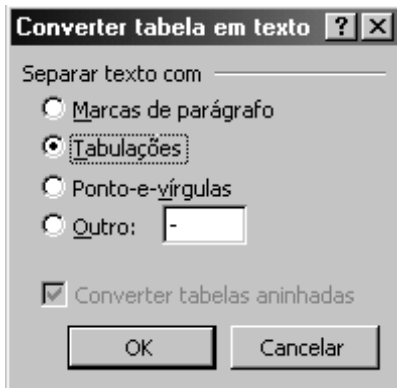 Converter tabela em texto ? X
Separar texto com
Marcas de parágrafo
Tabulações
Ponto-e-vírgulas
Outro: -
Converter tabelas aninhadas
OK Cancelar